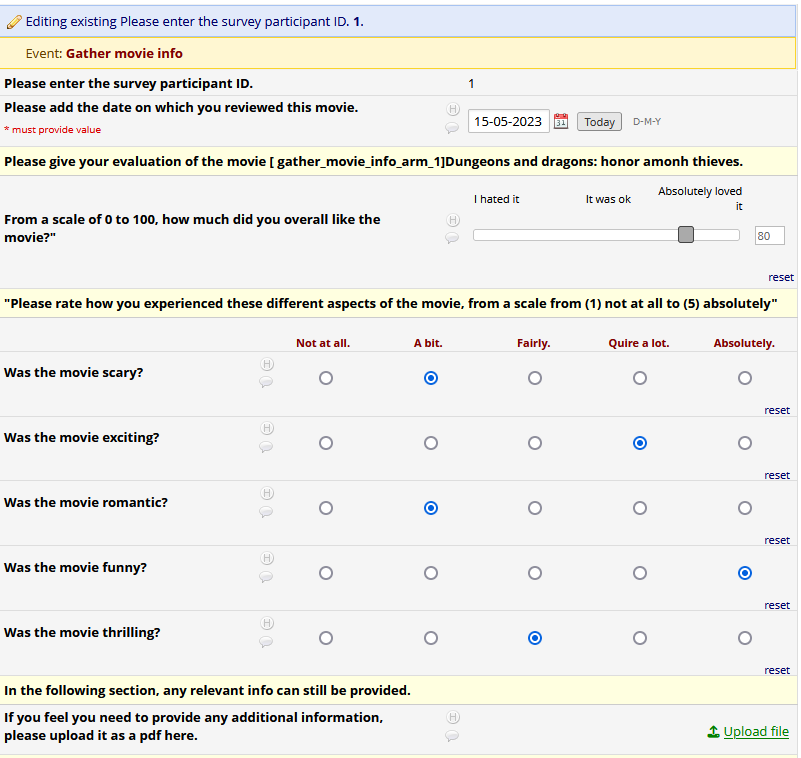 Editing existing Please enter the survey participant ID. 1.
Event: Gather movie info
Please enter the survey participant ID. 1
Please add the date on which you reviewed this movie.
* must provide value
H
15-05-2023 31 Today D-M-Y
Please give your evaluation of the movie [ gather_movie_info_arm_1]Dungeons and dragons: honor amonh thieves.
I hated it It was ok Absolutely loved
it
From a scale of 0 to 100, how much did you overall like the
movie?"
H
80
reset
"Please rate how you experienced these different aspects of the movie, from a scale from (1) not at all to (5) absolutely"
Not at all. A bit. Fairly. Quire a lot. Absolutely.
Was the movie scary? H
reset
Was the movie exciting? H
reset
Was the movie romantic? H
reset
Was the movie funny? H
reset
Was the movie thrilling? H
reset
In the following section, any relevant info can still be provided.
If you feel you need to provide any additional information, H
please upload it as a pdf here.
Upload file